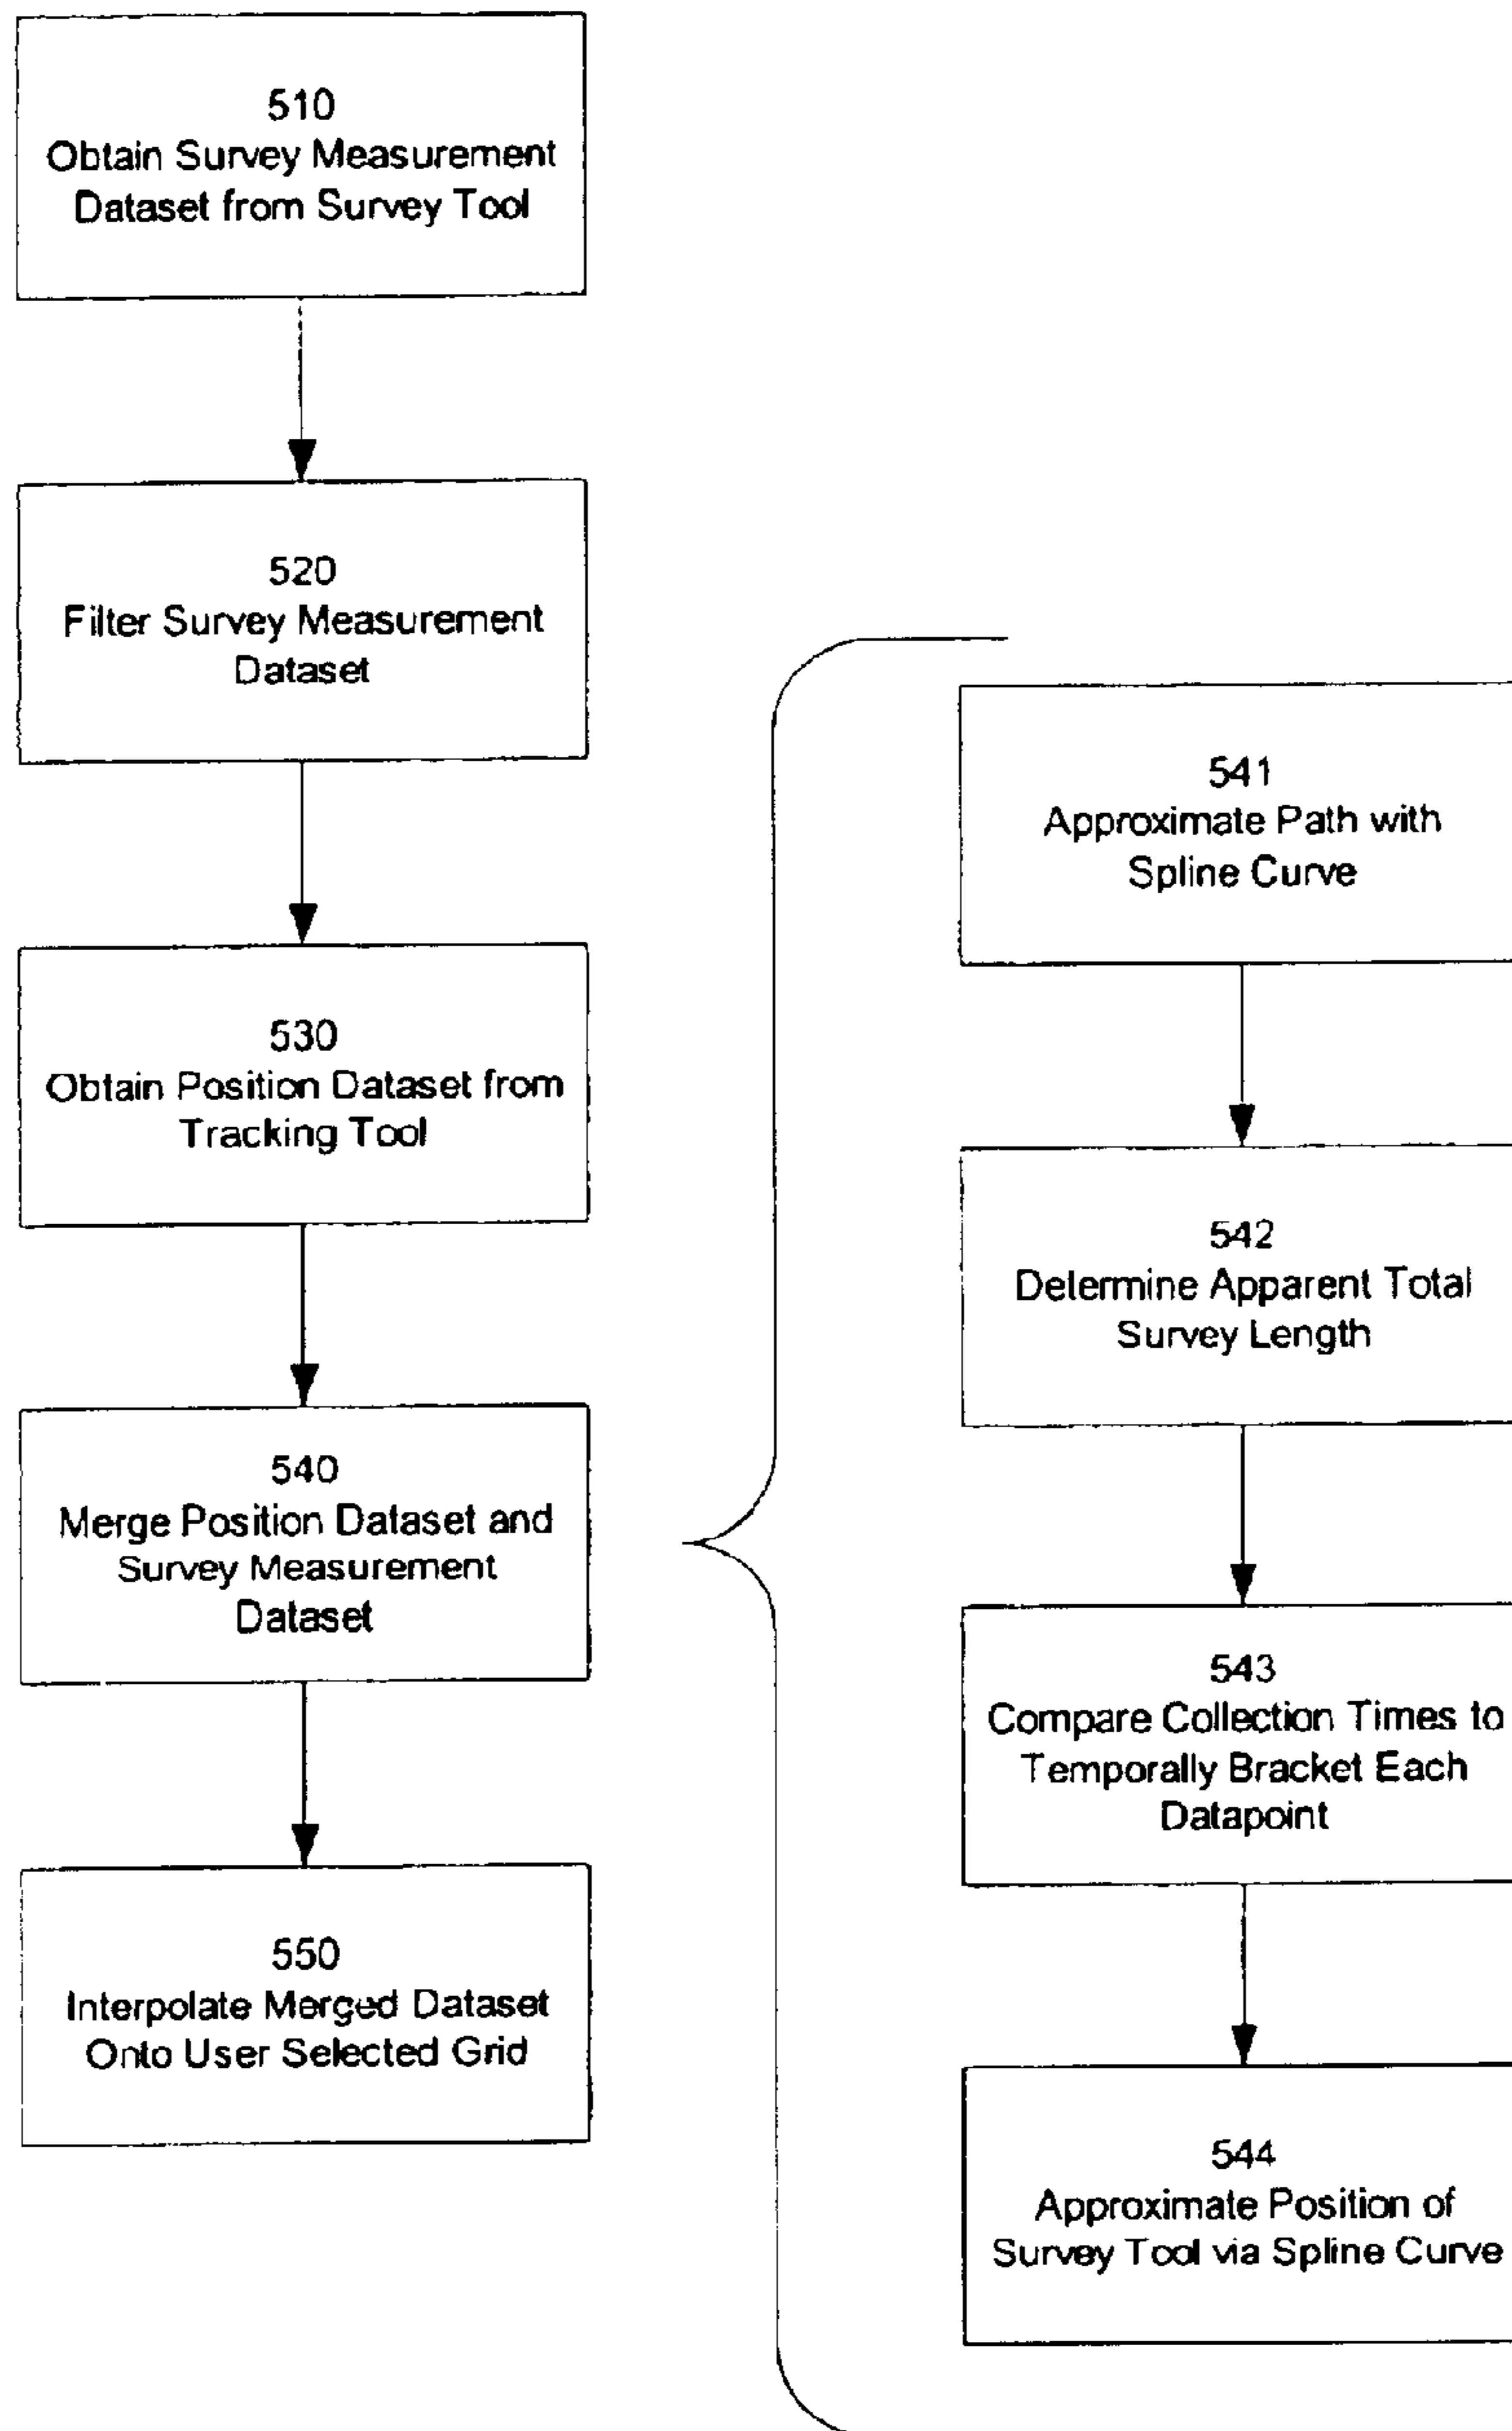 510
Obtain Survey Measurement
Dataset from Survey Tool
520
Filter Survey Measurement
Dataset
530
Obtain Position Dataset from
Tracking Tool
540
Merge Position Dataset and
Survey Measurement
Dataset
550
Interpolate Merged Dataset
Onto User Selected Grid
541
Approximate Path with
Spline Curve
542
Determine Apparent Total
Survey Length
543
Compare Collection Times to
Temporally Bracket Each
Datapoint
544
Approximate Position of
Survey Tool via Spline Curve